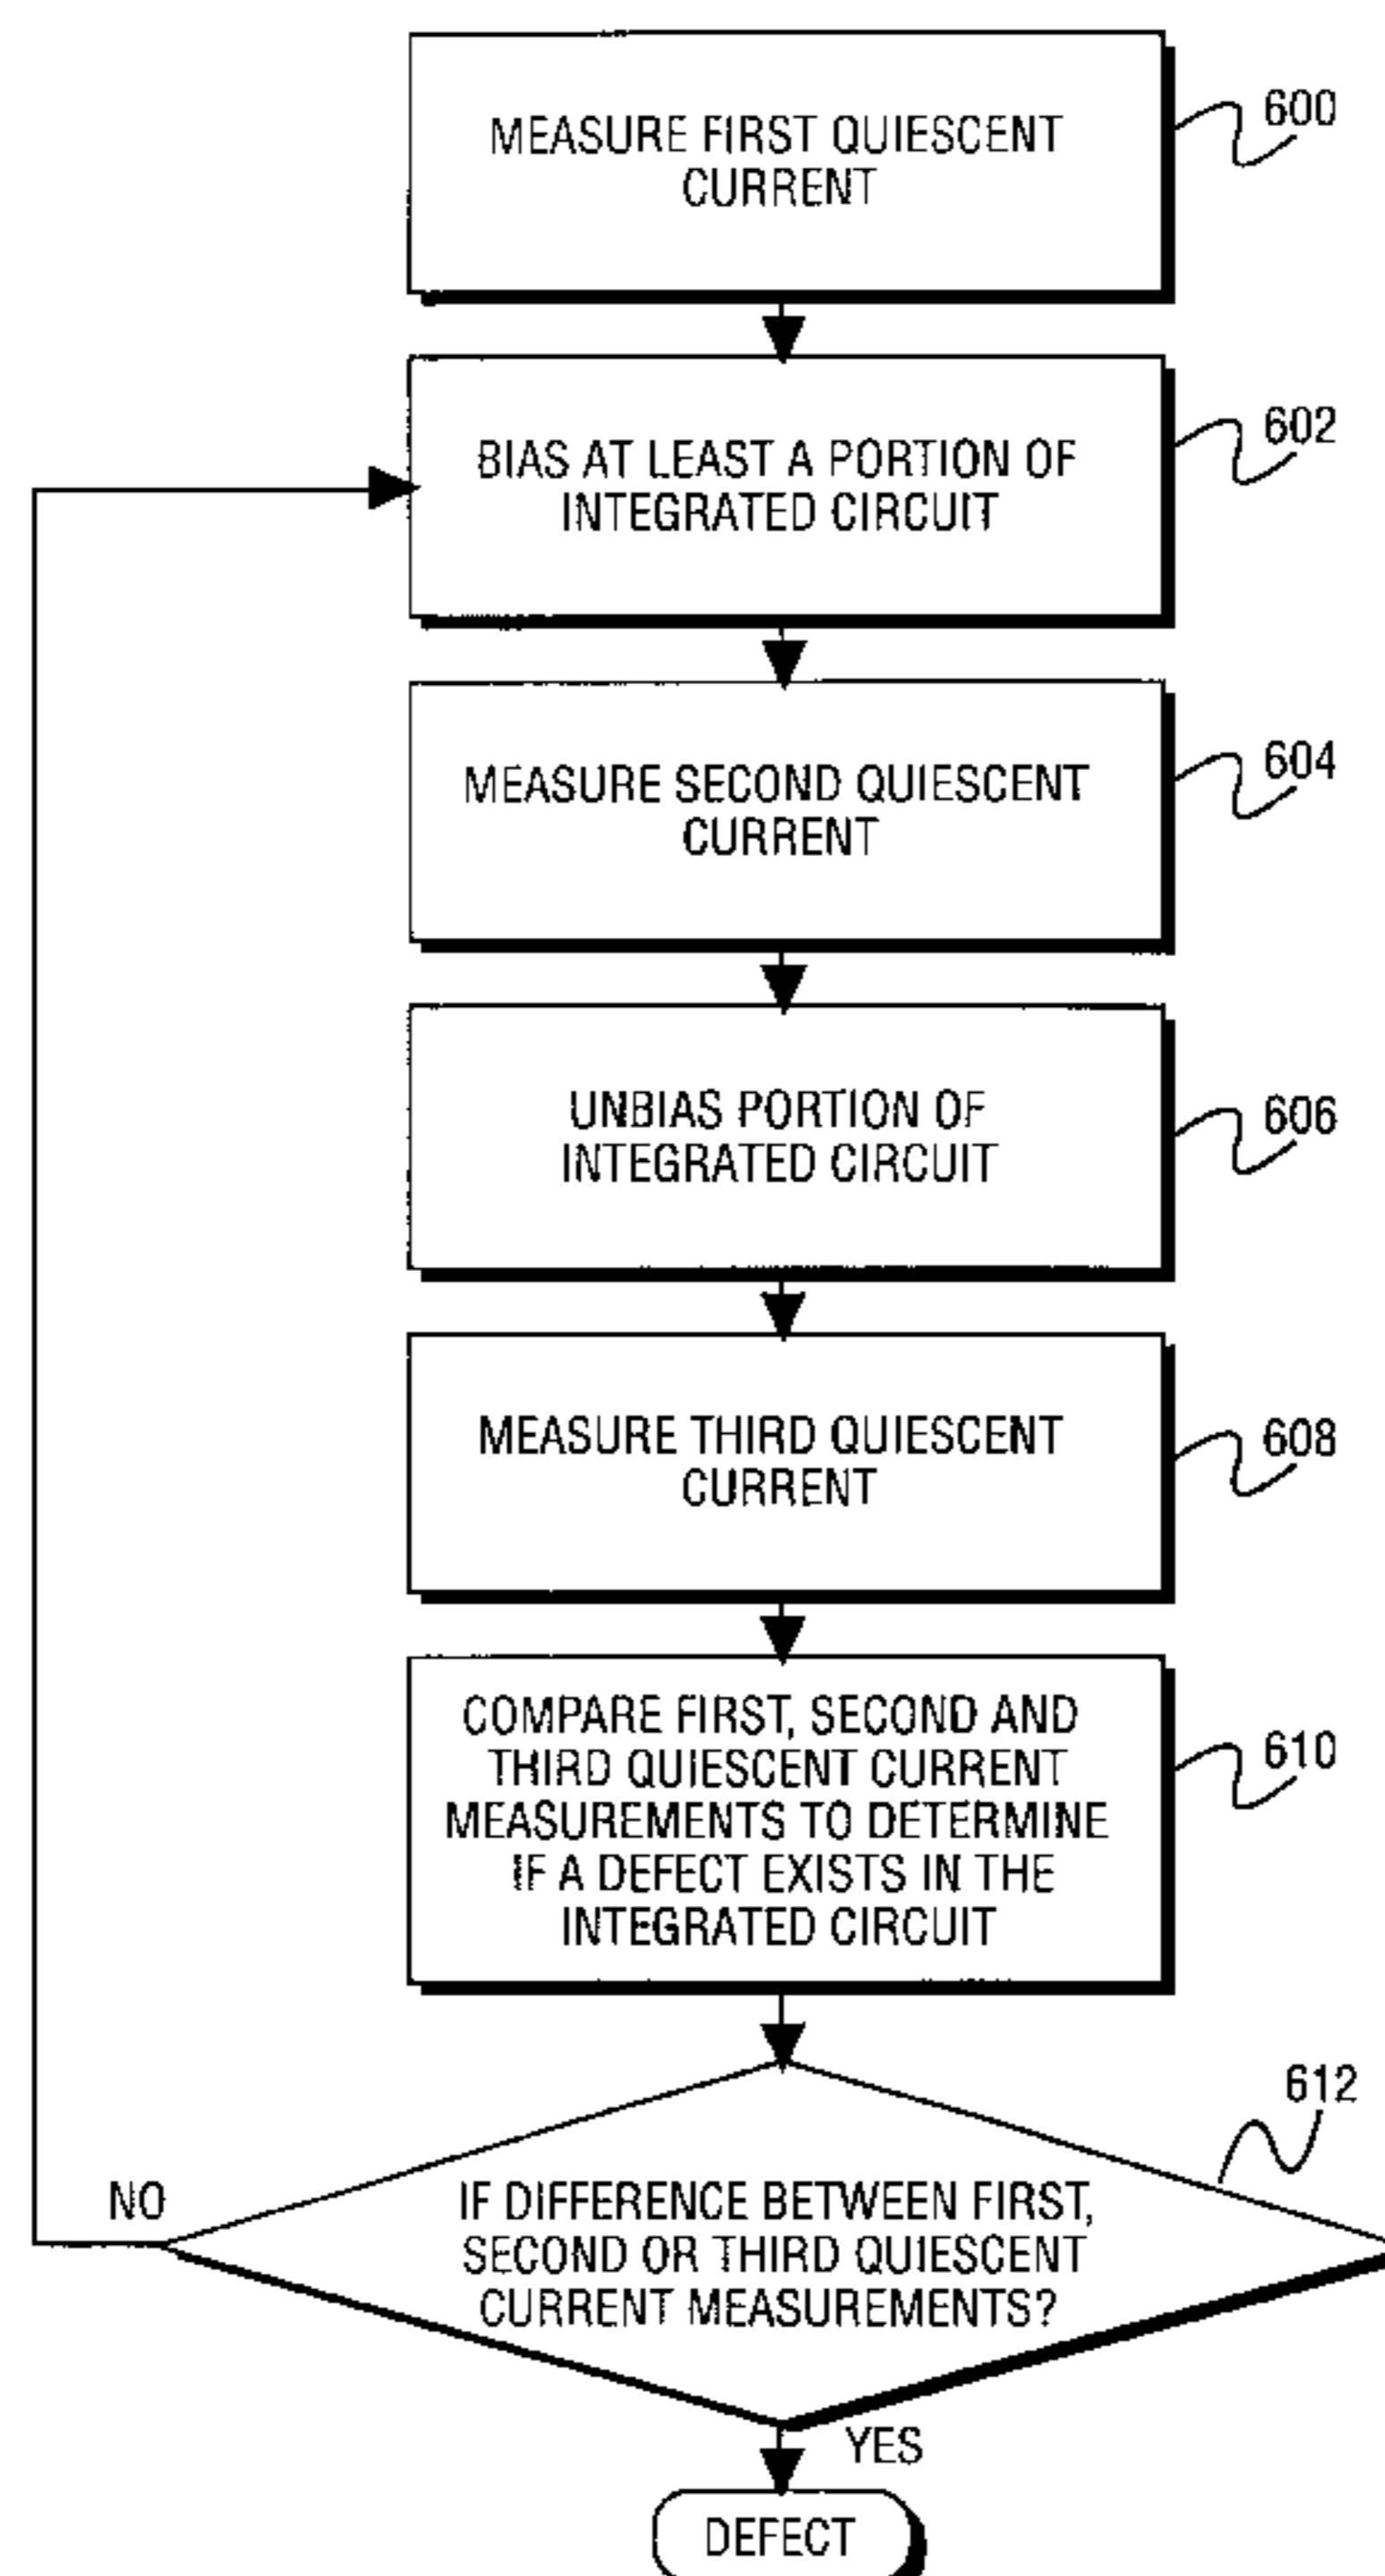 MEASURE FIRST QUIESCENT
CURRENT
600
BIAS AT LEAST A PORTION OF
INTEGRATED CIRCUIT
602
MEASURE SECOND QUIESCENT
CURRENT
604
UNBIAS PORTION OF
INTEGRATED CIRCUIT
606
MEASURE THIRD QUIESCENT
CURRENT
608
COMPARE FIRST, SECOND AND
THIRD QUIESCENT CURRENT
MEASUREMENTS TO DETERMINE
IF A DEFECT EXISTS IN THE
INTEGRATED CIRCUIT
610
612
NO
IF DIFFERENCE BETWEEN FIRST,
SECOND OR THIRD QUIESCENT
CURRENT MEASUREMENTS?
YES
DEFECT